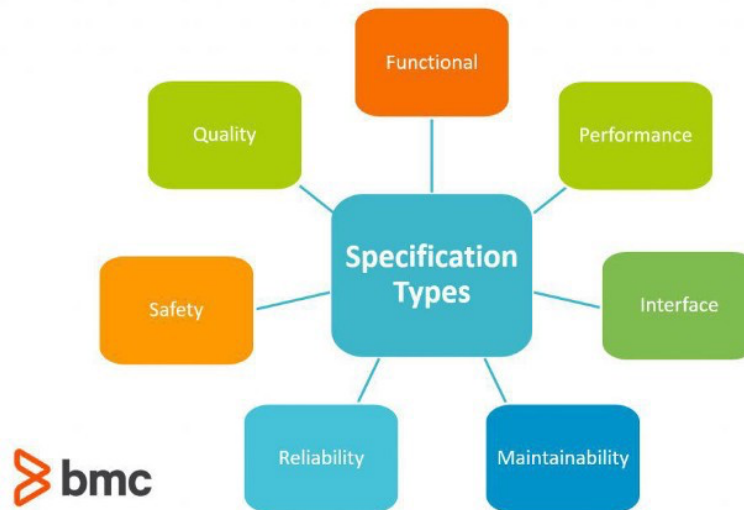 Functional
Quality
Performance
Specification
Types
Safety
Interface
Reliability
Maintainability
bmc